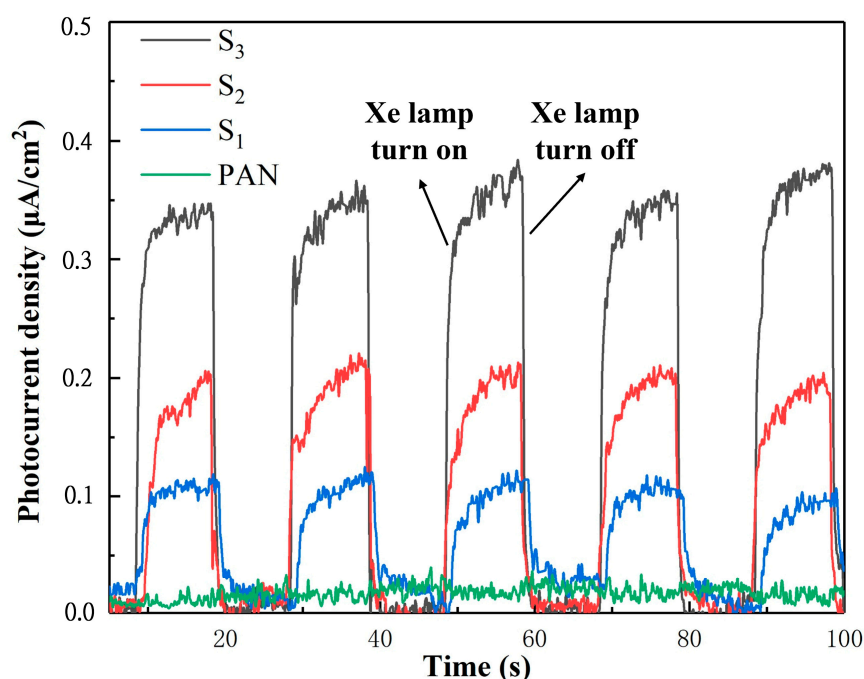 0.5
S₃
S₂
S₁
PAN
0.4
Xe lamp
turn on
Xe lamp
turn off
0.3
0.2
0.1
0.0
Photocurrent density (μA/cm²)
20
40
60
80
100
Time (s)